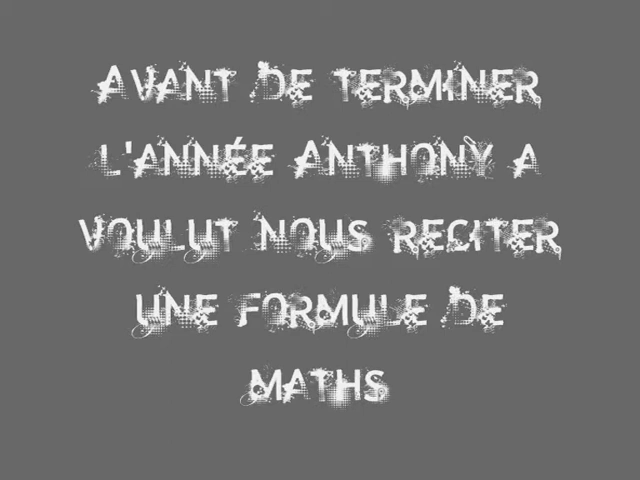 AVANT DE TERMINER
L'ANNÉE ANTHONY A
VOULUT NOUS RECITER
UNE FORMULE DE
MATHS